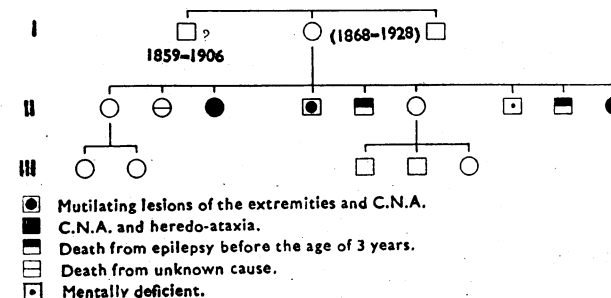 I
?
(1868–1928)
1859–1906
II
III
Mutilating lesions of the extremities and C.N.A.
C.N.A. and heredo-ataxia.
Death from epilepsy before the age of 3 years.
Death from unknown cause.
Mentally deficient.